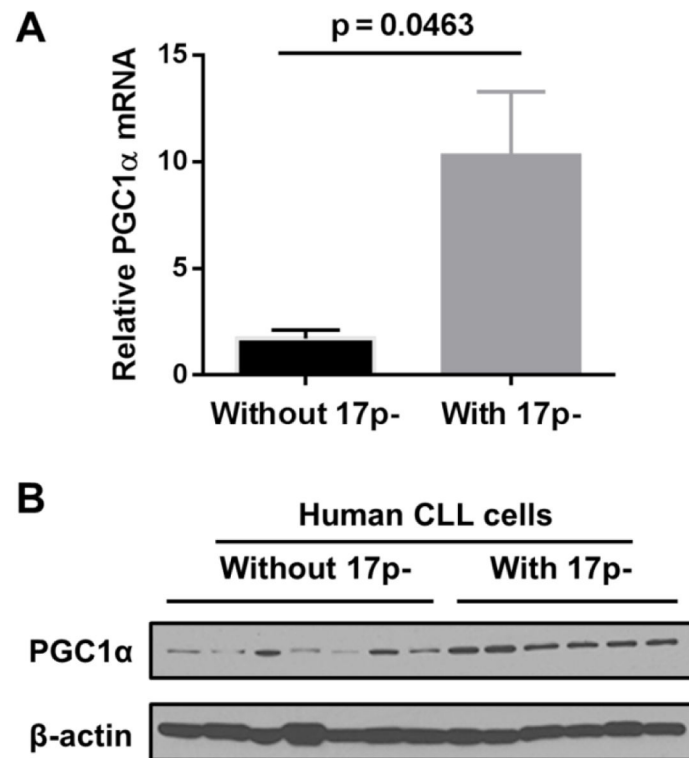 A
p = 0.0463
Relative PGC1α mRNA
15
10
5
0
Without 17p-
With 17p-
B
Human CLL cells
Without 17p-
With 17p-
PGC1α
β-actin